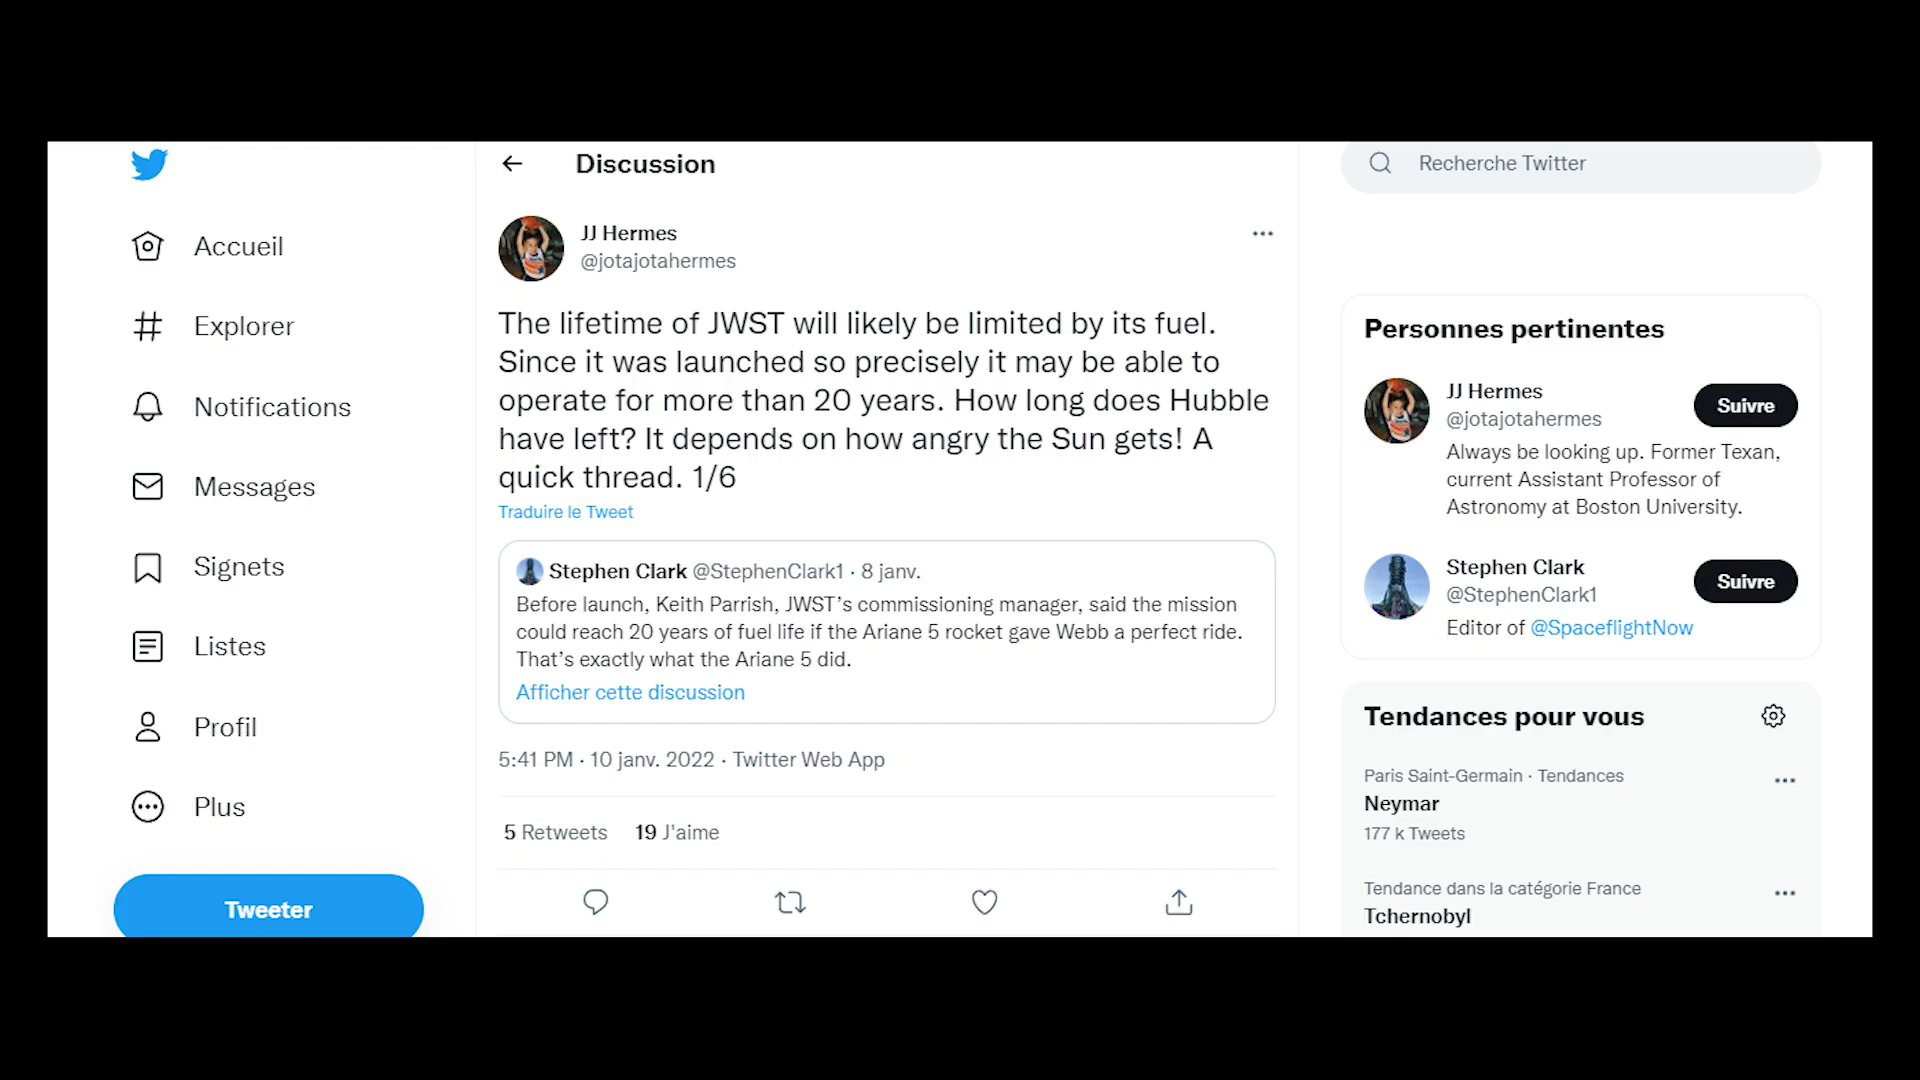 Accueil
Explorer
Notifications
Messages
Signets
Listes
Profil
Plus
Tweeter
Discussion
JJ Hermes
@jotajotahermes
The lifetime of JWST will likely be limited by its fuel.
Since it was launched so precisely it may be able to
operate for more than 20 years. How long does Hubble
have left? It depends on how angry the Sun gets! A
quick thread. 1/6
Traduire le Tweet
Stephen Clark @StephenClark1 · 8 janv.
Before launch, Keith Parrish, JWST's commissioning manager, said the mission
could reach 20 years of fuel life if the Ariane 5 rocket gave Webb a perfect ride.
That's exactly what the Ariane 5 did.
Afficher cette discussion
5:41 PM · 10 janv. 2022 · Twitter Web App
5 Retweets 19 J'aime
Recherche Twitter
Personnes pertinentes
JJ Hermes
@jotajotahermes
Suivre
Always be looking up. Former Texan,
current Assistant Professor of
Astronomy at Boston University.
Stephen Clark
@StephenClark1
Suivre
Editor of @SpaceflightNow
Tendances pour vous
Paris Saint-Germain · Tendances
Neymar
177 k Tweets
Tendance dans la catégorie France
Tchernobyl